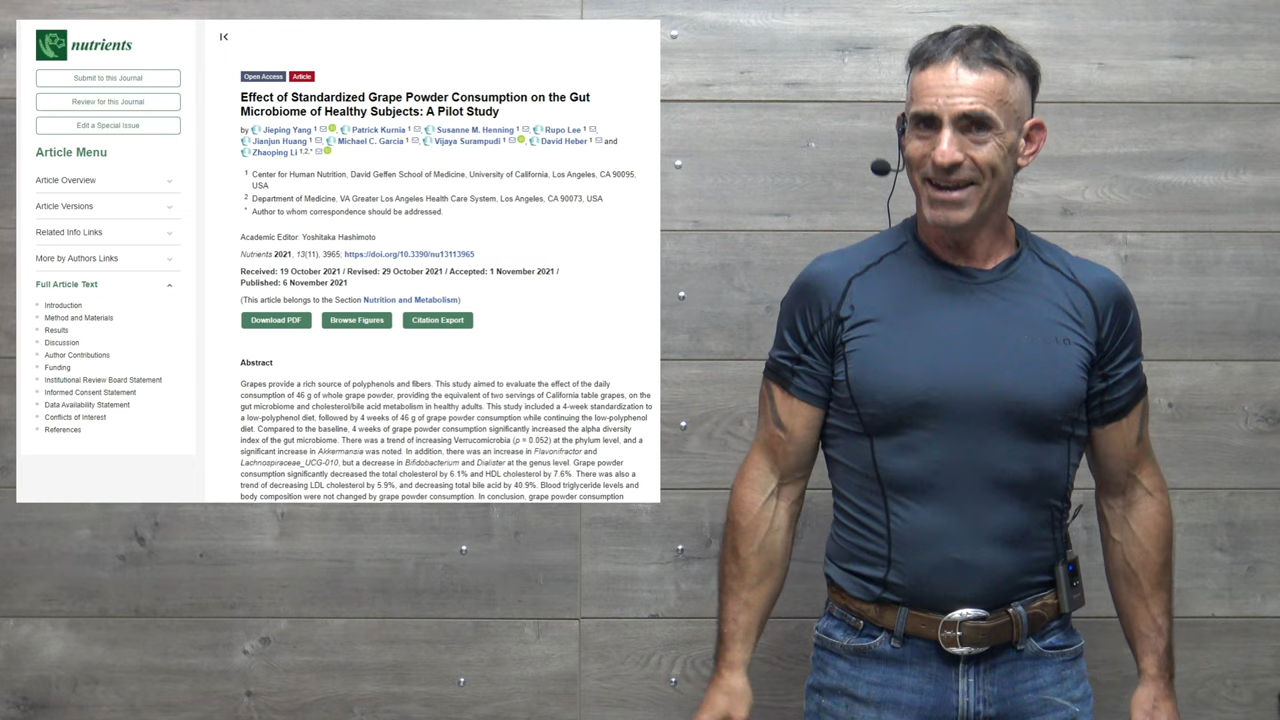 nutrients
Submit to this Journal
Review for this Journal
Edit a Special Issue
Article Menu
Article Overview
Article Versions
Related Info Links
More by Authors Links
Full Article Text
Introduction
Method and Materials
Results
Discussion
Author Contributions
Funding
Institutional Review Board Statement
Informed Consent Statement
Data Availability Statement
Conflicts of Interest
References
Open Access Article
Effect of Standardized Grape Powder Consumption on the Gut
Microbiome of Healthy Subjects: A Pilot Study
by Jieping Yang 1, Patrick Kurnia 1, Susanne M. Henning 1, Rupo Lee 1,
Jianjun Huang 1, Michael C. Garcia 1, Vijaya Surampudi 1, David Heber 1 and
Zhaoping Li 1,2,*
1 Center for Human Nutrition, David Geffen School of Medicine, University of California, Los Angeles, CA 90095,
USA
2 Department of Medicine, VA Greater Los Angeles Health Care System, Los Angeles, CA 90073, USA
* Author to whom correspondence should be addressed.
Academic Editor: Yoshitaka Hashimoto
Nutrients 2021, 13(11), 3965; https://doi.org/10.3390/nu13113965
Received: 19 October 2021 / Revised: 29 October 2021 / Accepted: 1 November 2021 /
Published: 6 November 2021
(This article belongs to the Section Nutrition and Metabolism)
Download PDF Browse Figures Citation Export
Abstract
Grapes provide a rich source of polyphenols and fibers. This study aimed to evaluate the effect of the daily
consumption of 46 g of whole grape powder, providing the equivalent of two servings of California table grapes, on the
gut microbiome and cholesterol/bile acid metabolism in healthy adults. This study included a 4-week standardization to
a low-polyphenol diet, followed by 4 weeks of 46 g of grape powder consumption while continuing the low-polyphenol
diet. Compared to the baseline, 4 weeks of grape powder consumption significantly increased the alpha diversity
index of the gut microbiome. There was a trend of increasing Verrucomicrobia (p = 0.052) at the phylum level, and a
significant increase in Akkermansia was noted. In addition, there was an increase in Flavonifractor and
Lachnospiraceae_UCG-010, but a decrease in Bifidobacterium and Dialister at the genus level. Grape powder
consumption significantly decreased the total cholesterol by 6.1% and HDL cholesterol by 7.6%. There was also a
trend of decreasing LDL cholesterol by 5.9%, and decreasing total bile acid by 40.9%. Blood triglyceride levels and
body composition were not changed by grape powder consumption. In conclusion, grape powder consumption